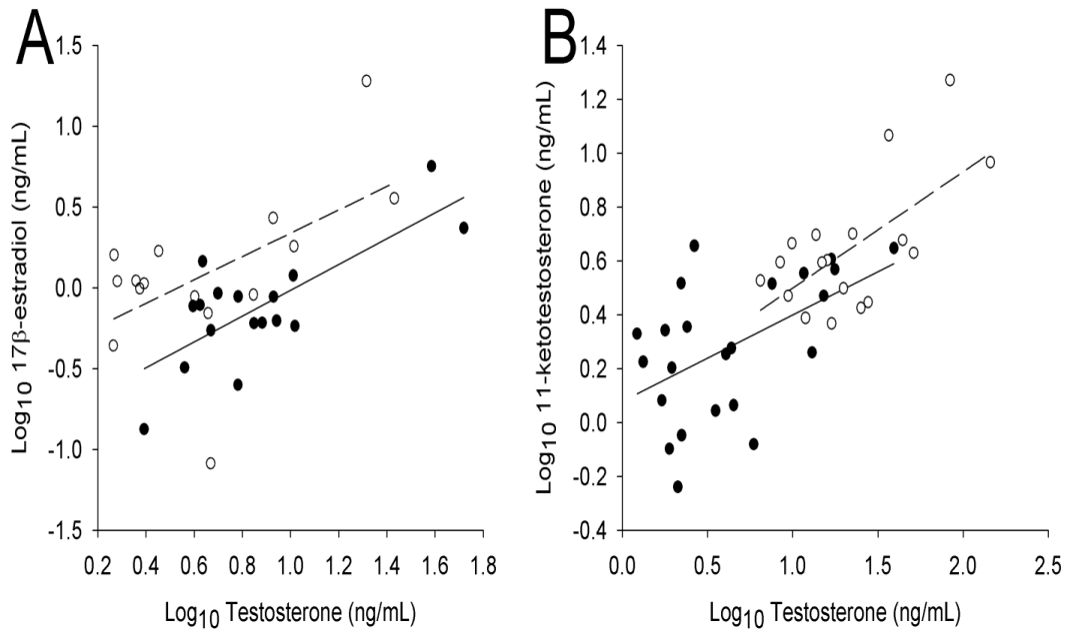 A
Log10 17β-estradiol (ng/mL)
1.5
1.0
0.5
0.0
-0.5
-1.0
-1.5
0.2 0.4 0.6 0.8 1.0 1.2 1.4 1.6 1.8
Log10 Testosterone (ng/mL)
B
Log10 11-ketotestosterone (ng/mL)
1.4
1.2
1.0
0.8
0.6
0.4
0.2
0.0
-0.2
-0.4
0.0 0.5 1.0 1.5 2.0 2.5
Log10 Testosterone (ng/mL)